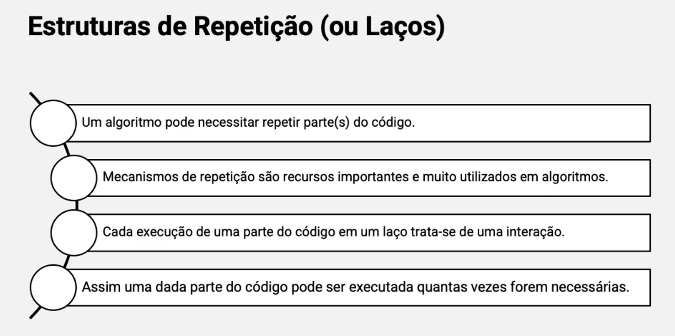 Estruturas de Repetição (ou Laços)
Um algoritmo pode necessitar repetir parte(s) do código.
Mecanismos de repetição são recursos importantes e muito utilizados em algoritmos.
Cada execução de uma parte do código em um laço trata-se de uma interação.
Assim uma dada parte do código pode ser executada quantas vezes forem necessárias.